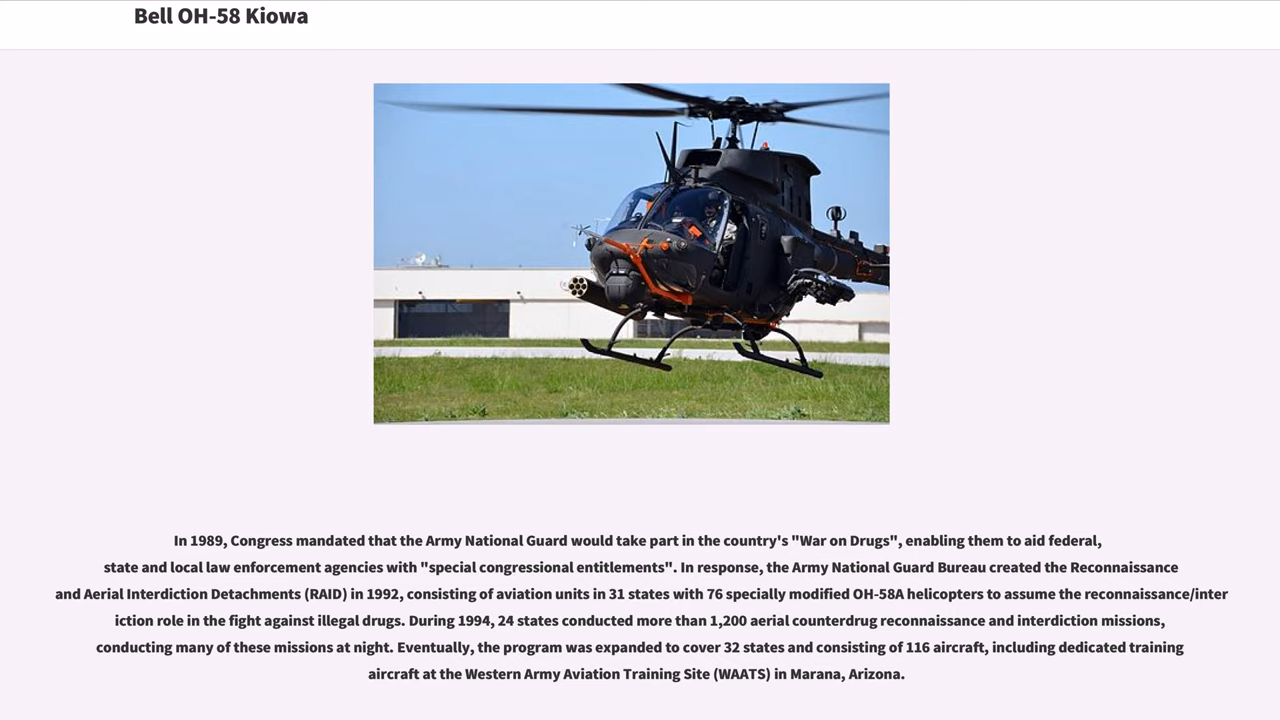 Bell OH-58 Kiowa
In 1989, Congress mandated that the Army National Guard would take part in the country's "War on Drugs", enabling them to aid federal,
state and local law enforcement agencies with "special congressional entitlements". In response, the Army National Guard Bureau created the Reconnaissance
and Aerial Interdiction Detachments (RAID) in 1992, consisting of aviation units in 31 states with 76 specially modified OH-58A helicopters to assume the reconnaissance/inter
iction role in the fight against illegal drugs. During 1994, 24 states conducted more than 1,200 aerial counterdrug reconnaissance and interdiction missions,
conducting many of these missions at night. Eventually, the program was expanded to cover 32 states and consisting of 116 aircraft, including dedicated training
aircraft at the Western Army Aviation Training Site (WAATS) in Marana, Arizona.